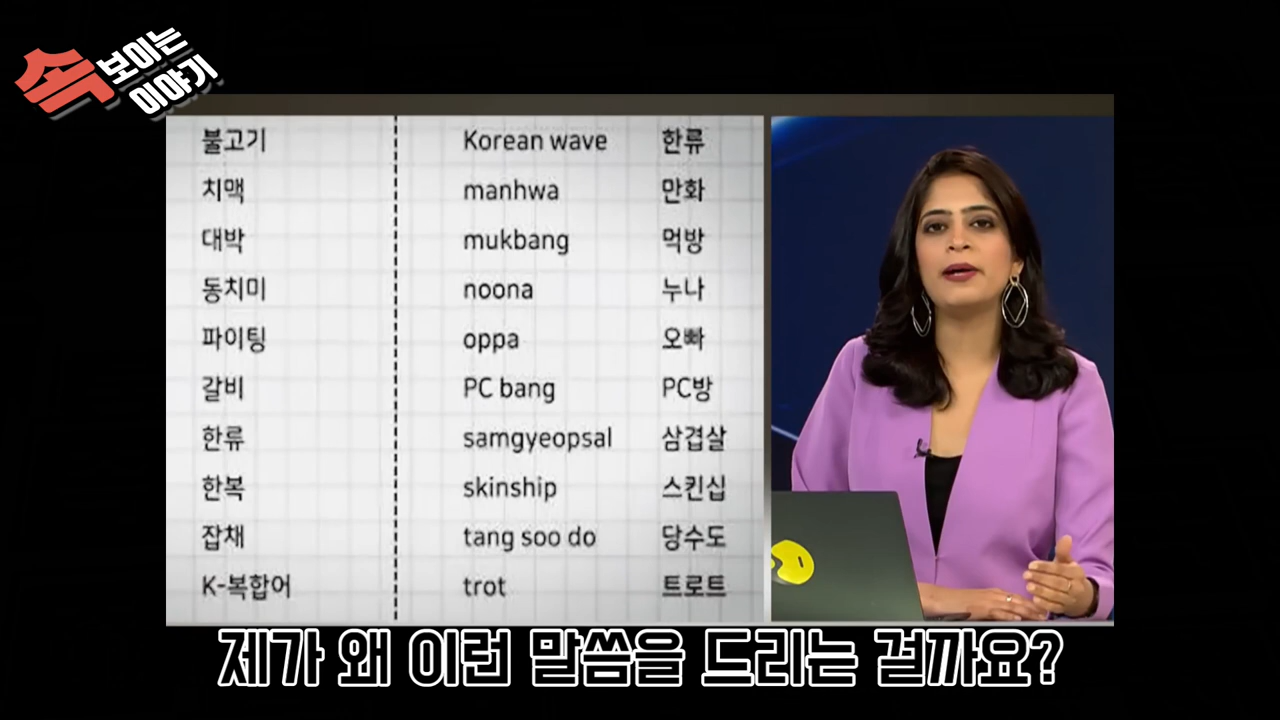 속
보이는
이야기
불고기 Korean wave 한류
치맥 manhwa 만화
대박 mukbang 먹방
동치미 noona 누나
파이팅 oppa 오빠
갈비 PC bang PC방
한류 samgyeopsal 삼겹살
한복 skinship 스킨십
잡채 tang soo do 당수도
K-복합어 trot 트로트
제가 왜 이런 말씀을 드리는 걸까요?